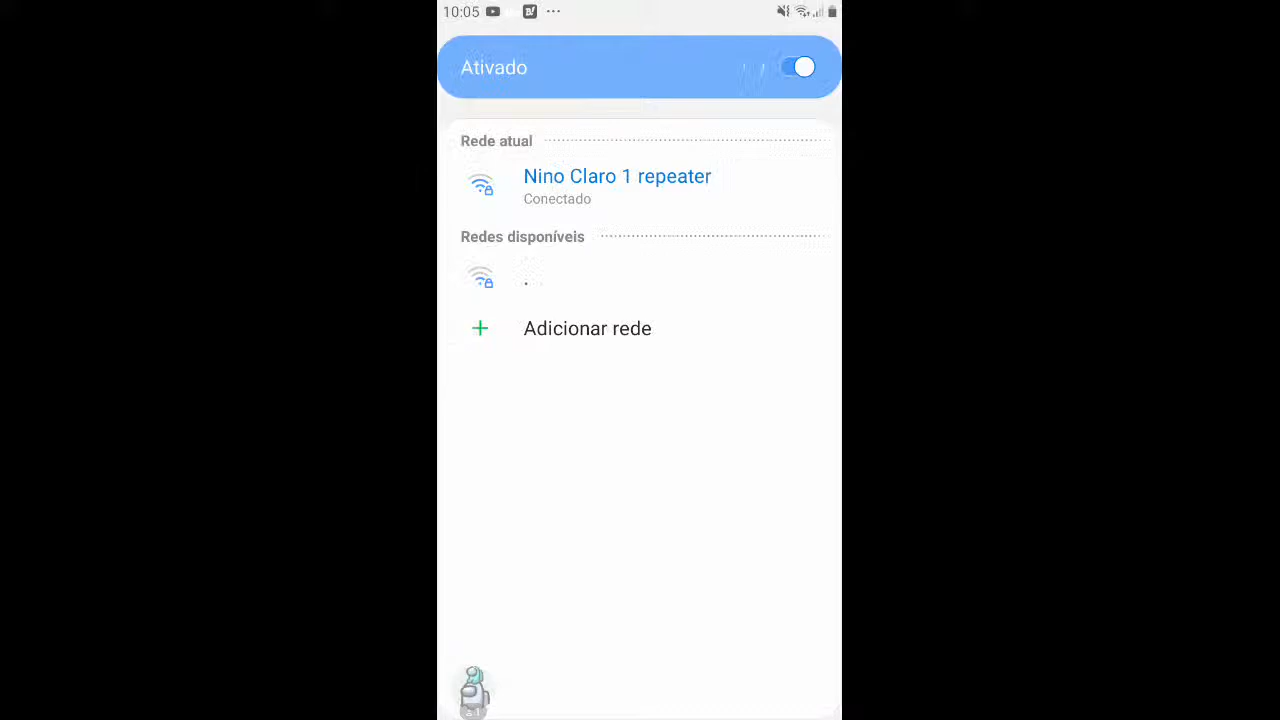 10:05
Ativado
Rede atual
Nino Claro 1 repeater
Conectado
Redes disponíveis
.
Adicionar rede